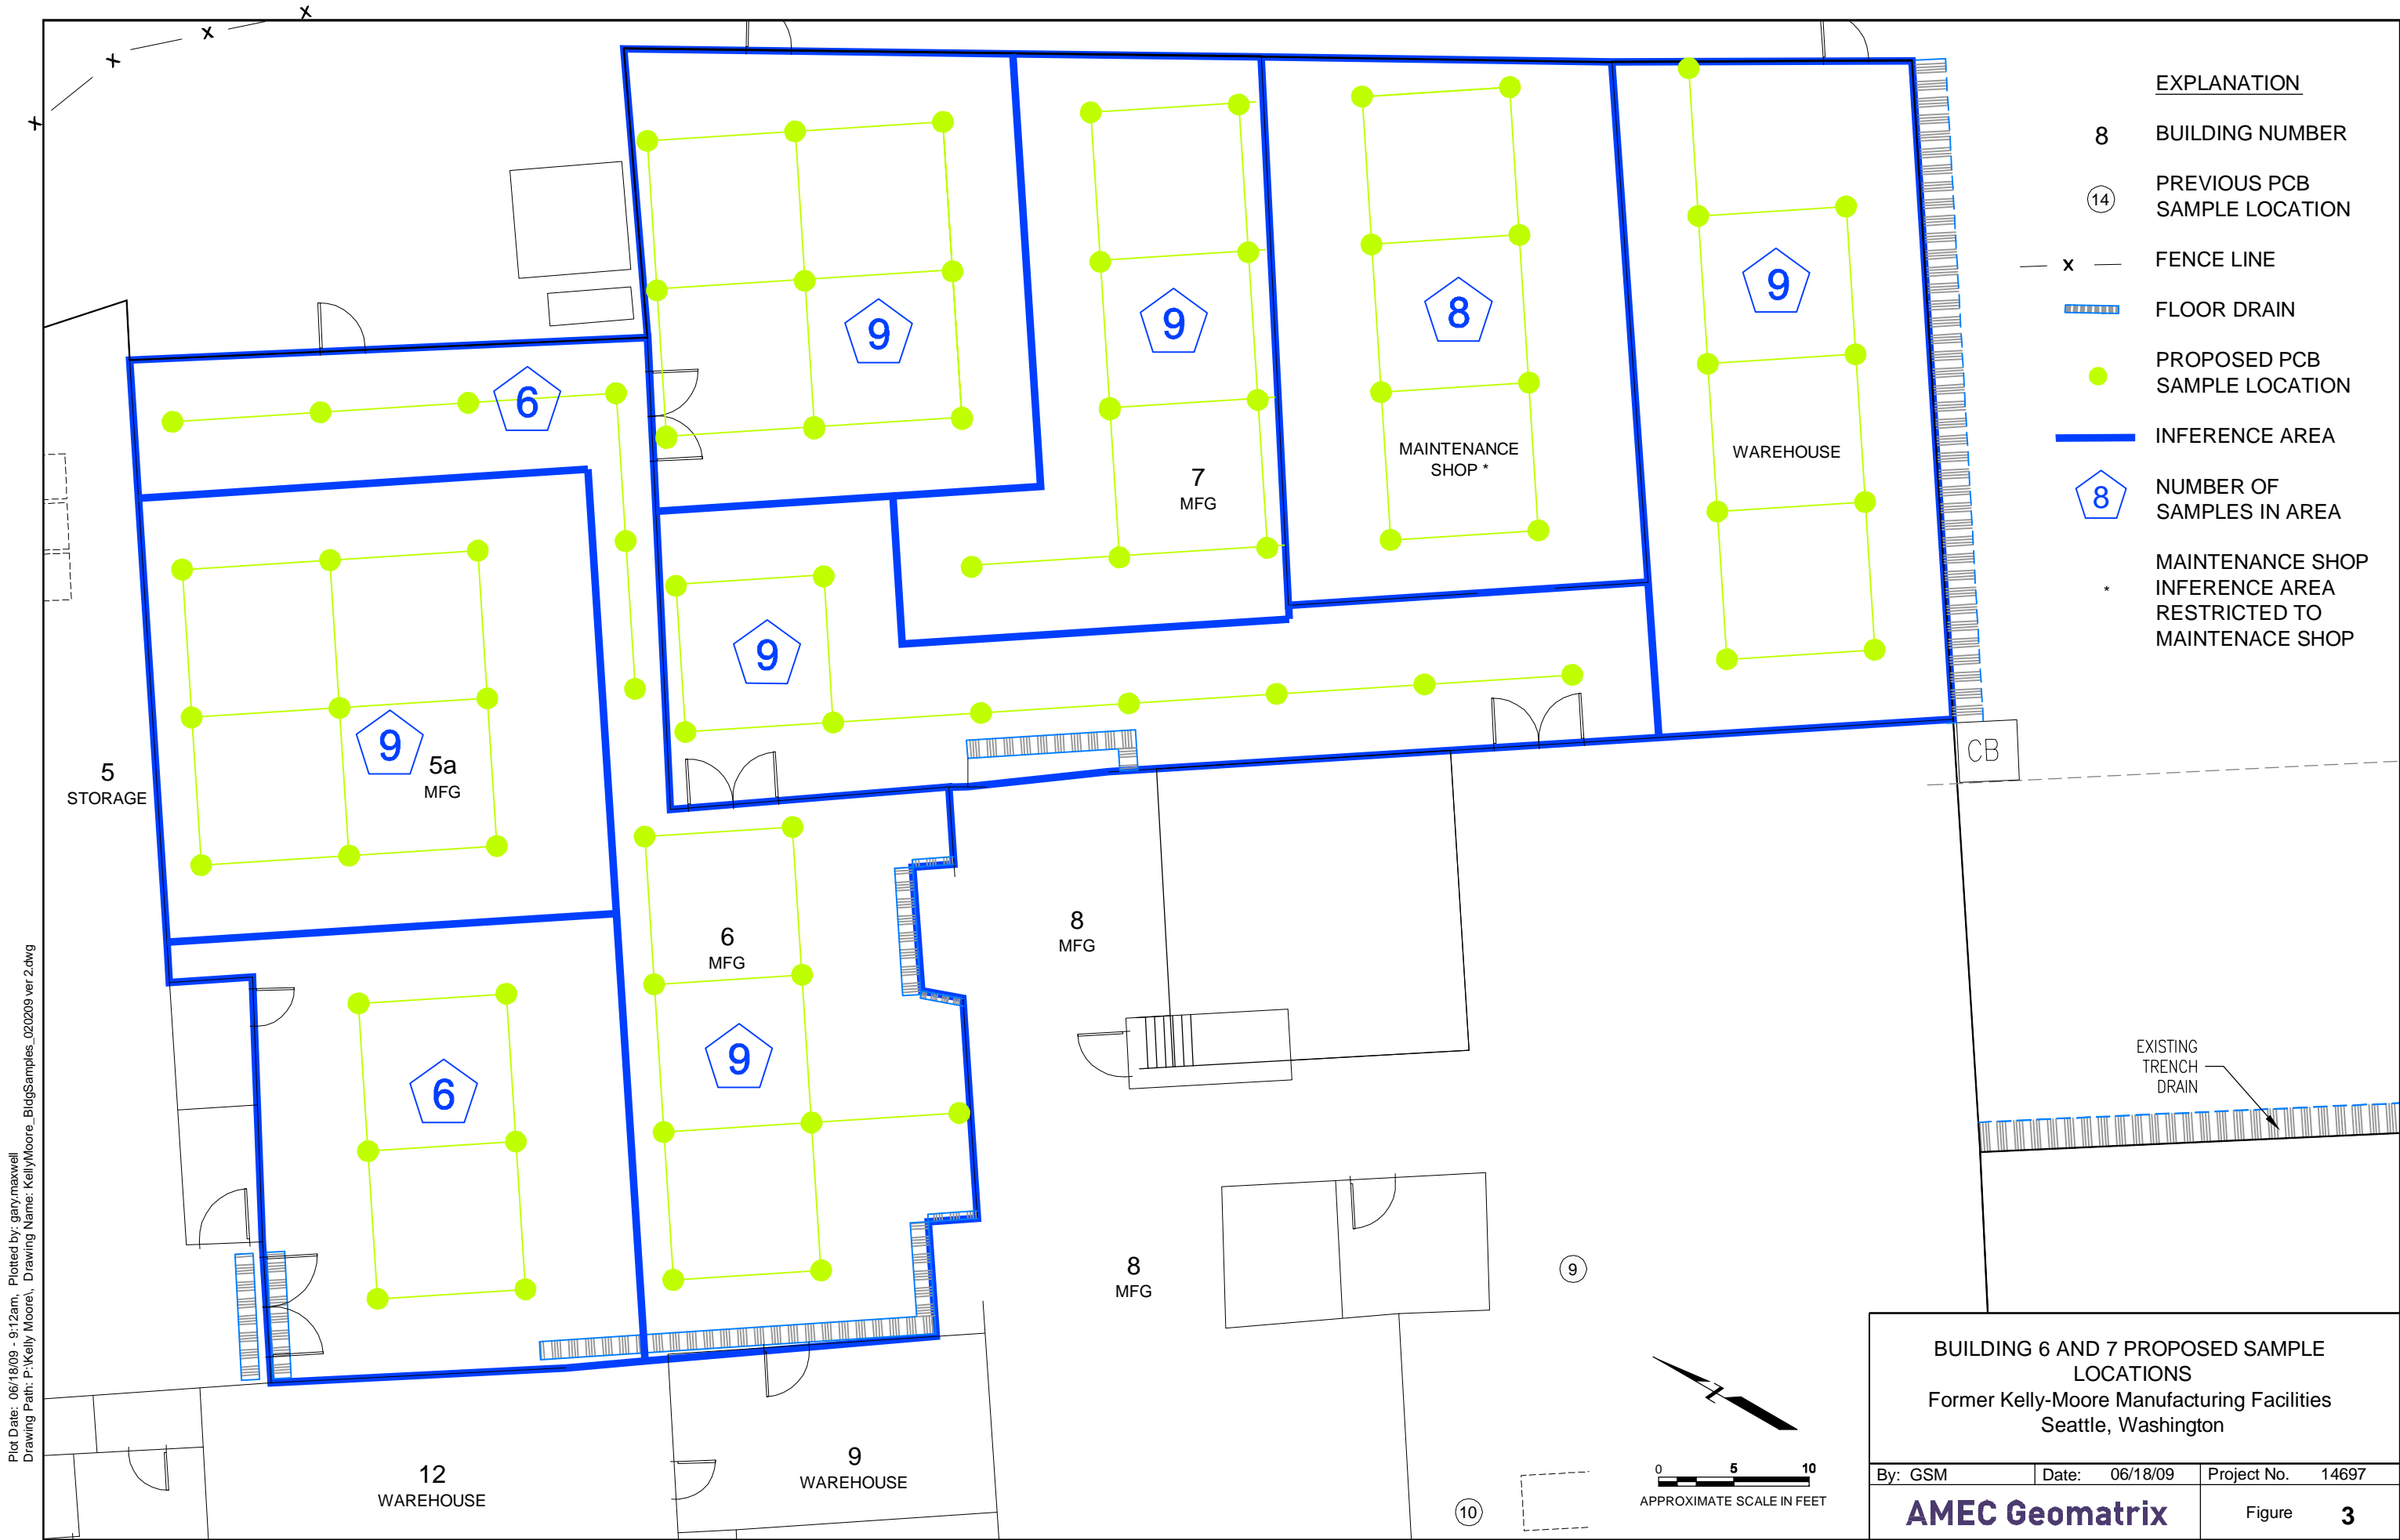 X
X
X
X
EXPLANATION
8 BUILDING NUMBER
14 PREVIOUS PCB
SAMPLE LOCATION
X FENCE LINE
FLOOR DRAIN
PROPOSED PCB
SAMPLE LOCATION
INFERENCE AREA
8 NUMBER OF
SAMPLES IN AREA
* MAINTENANCE SHOP
INFERENCE AREA
RESTRICTED TO
MAINTENACE SHOP
9
9
8
9
6
MAINTENANCE
SHOP *
WAREHOUSE
7
MFG
9
9
5a
MFG
5
STORAGE
CB
6
MFG
8
MFG
9
6
EXISTING
TRENCH
DRAIN
8
MFG
9
12
WAREHOUSE
9
WAREHOUSE
10
0 5 10
APPROXIMATE SCALE IN FEET
BUILDING 6 AND 7 PROPOSED SAMPLE
LOCATIONS
Former Kelly-Moore Manufacturing Facilities
Seattle, Washington
By: GSM Date: 06/18/09 Project No. 14697
AMEC Geomatrix Figure 3
Plot Date: 06/18/09 - 9:12am, Plotted by: gary.maxwell
Drawing Path: P:\Kelly Moore\, Drawing Name: KellyMoore_BldgSamples_020209 ver 2.dwg